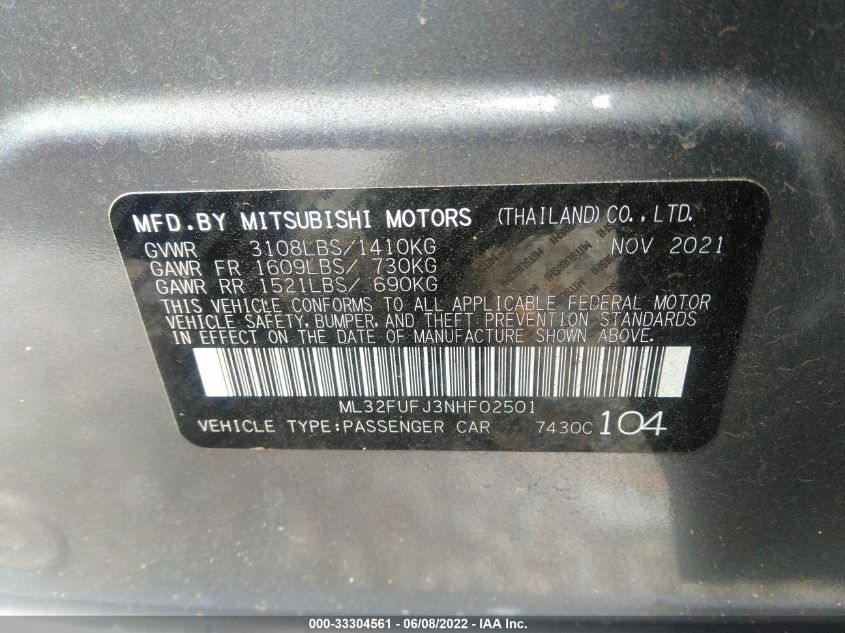 MFD.BY MITSUBISHI MOTORS (THAILAND)CO.,LTD.
GVWR 3108LBS/1410KG NOV 2021
GAWR FR 1609LBS/ 730KG
GAWR RR 1521LBS/ 690KG
THIS VEHICLE CONFORMS TO ALL APPLICABLE FEDERAL MOTOR
VEHICLE SAFETY, BUMPER, AND THEFT PREVENTION STANDARDS
IN EFFECT ON THE DATE OF MANUFACTURE SHOWN ABOVE.
ML32FUFJ3NHF02501
VEHICLE TYPE:PASSENGER CAR 7430C 104
000-33304561 - 06/08/2022 - IAA Inc.